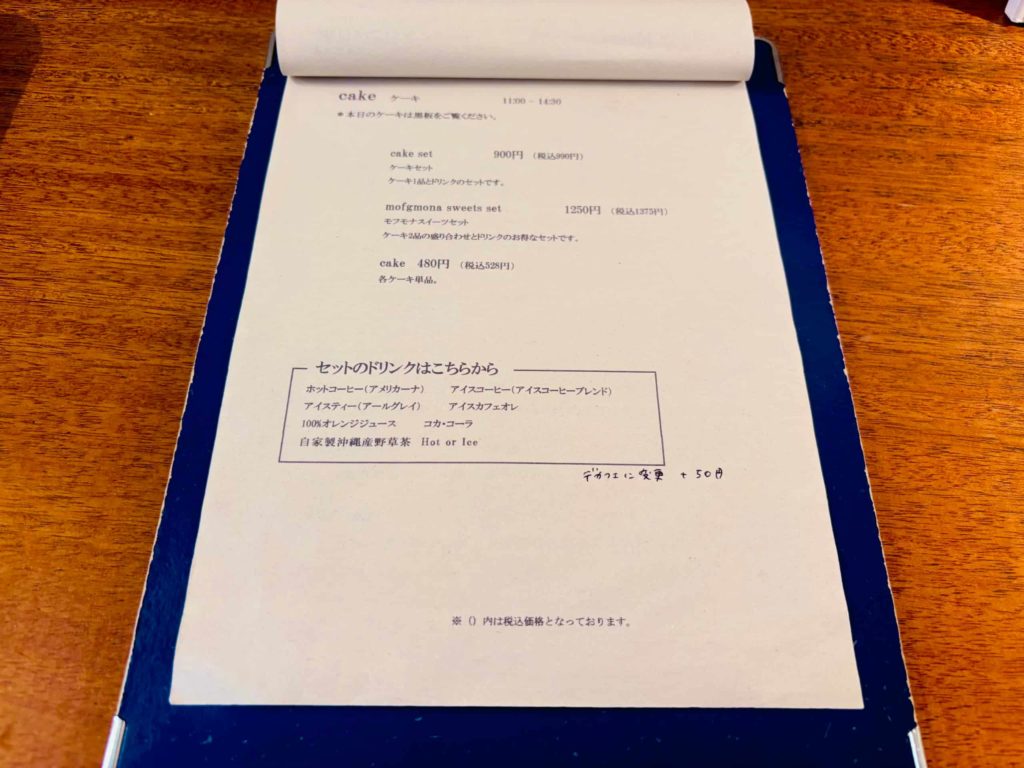 cake ケーキ 11:00 - 14:30
＊本日のケーキは黒板をご覧ください。
cake set 900円 （税込990円）
ケーキセット
ケーキ1品とドリンクのセットです。
mofgmona sweets set 1250円 （税込1375円）
モフモナスイーツセット
ケーキ2品の盛り合わせとドリンクのお得なセットです。
cake 480円 （税込528円）
各ケーキ単品。
セットのドリンクはこちらから
ホットコーヒー（アメリカーナ） アイスコーヒー（アイスコーヒーブレンド）
アイスティー（アールグレイ） アイスカフェオレ
100%オレンジジュース コカ・コーラ
自家製沖縄産野草茶 Hot or Ice
デカフェに変更 +50円
※（）内は税込価格となっております。